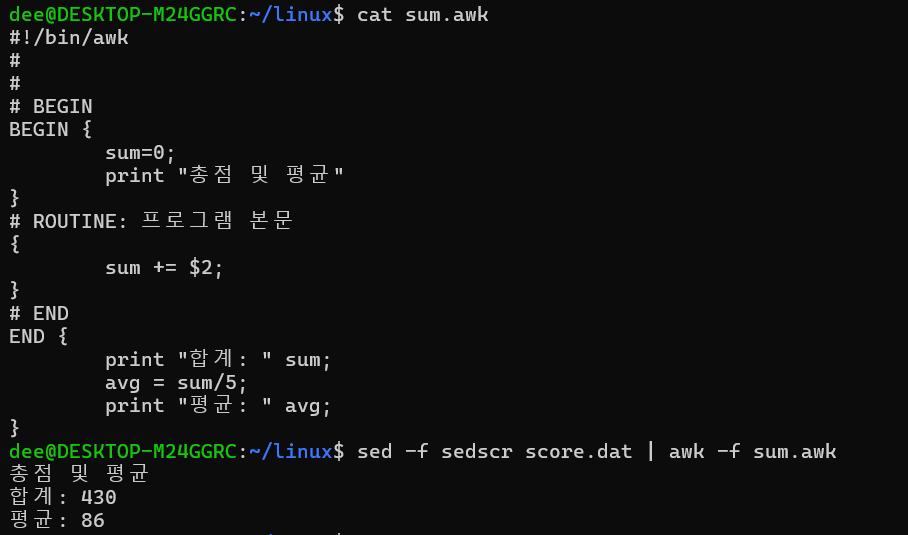 dee@DESKTOP-M24GGRC:~/linux$ cat sum.awk
#!/bin/awk
#
#
# BEGIN
BEGIN {
        sum=0;
        print "총점 및 평균"
}
# ROUTINE: 프로그램 본문
{
        sum += $2;
}
# END
END {
        print "합계: " sum;
        avg = sum/5;
        print "평균: " avg;
}
dee@DESKTOP-M24GGRC:~/linux$ sed -f sedscr score.dat | awk -f sum.awk
총점 및 평균
합계: 430
평균: 86